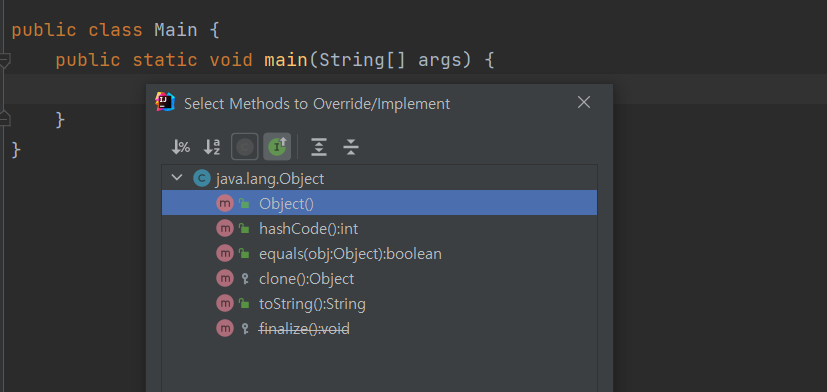 public class Main {
public static void main(String[] args) {
Select Methods to Override/Implement
}
}
java.lang.Object
Object()
hashCode():int
equals(obj:Object):boolean
clone():Object
toString():String
finalize():void